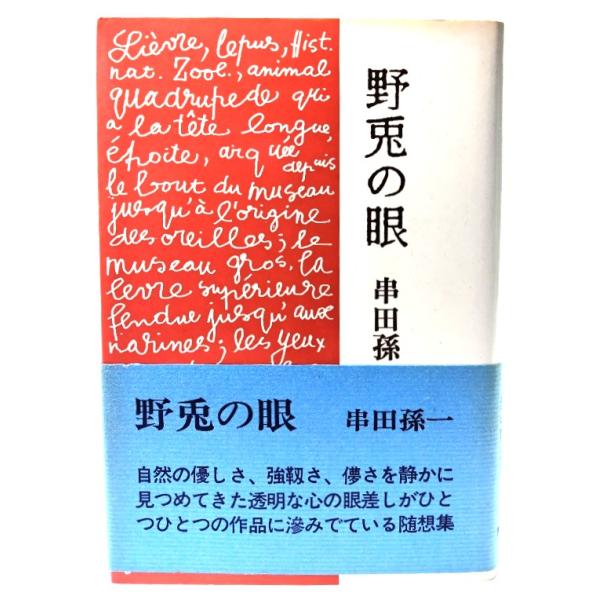 Lièvre, lepus, Hist.
nat. Zool., animal
quadrupede qui
a la tête longue,
étroite, arquée depuis
le bout du museau
jusqu'à l'origine
des oreilles; le
museau gros, la
levre supérieure
fendue jusqu'aux
narines; les yeux
野兎の眼
串田孫
野兎の眼 串田孫一
自然の優しさ、強靱さ、儚さを静かに
見つめてきた透明な心の眼差しがひと
つひとつの作品に滲みでている随想集